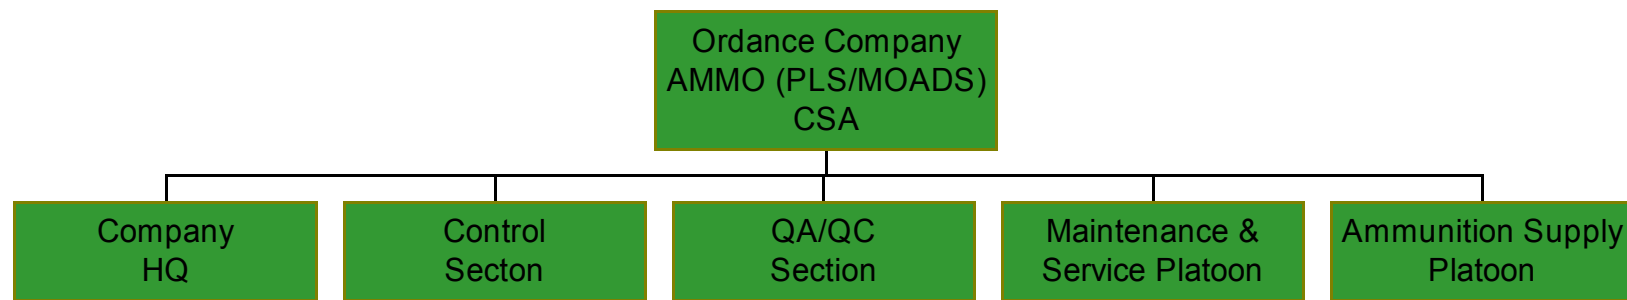 Ordance Company
AMMO (PLS/MOADS)
CSA
Company
HQ
Control
Secton
QA/QC
Section
Maintenance &
Service Platoon
Ammunition Supply
Platoon